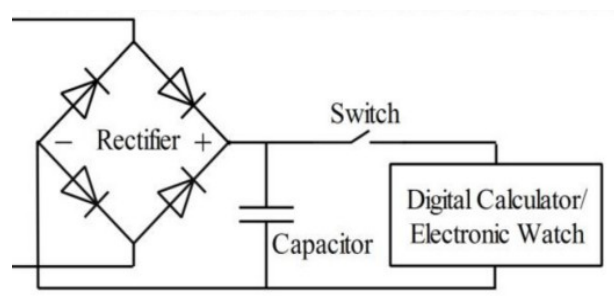 Switch
− Rectifier +
Digital Calculator/
Electronic Watch
Capacitor